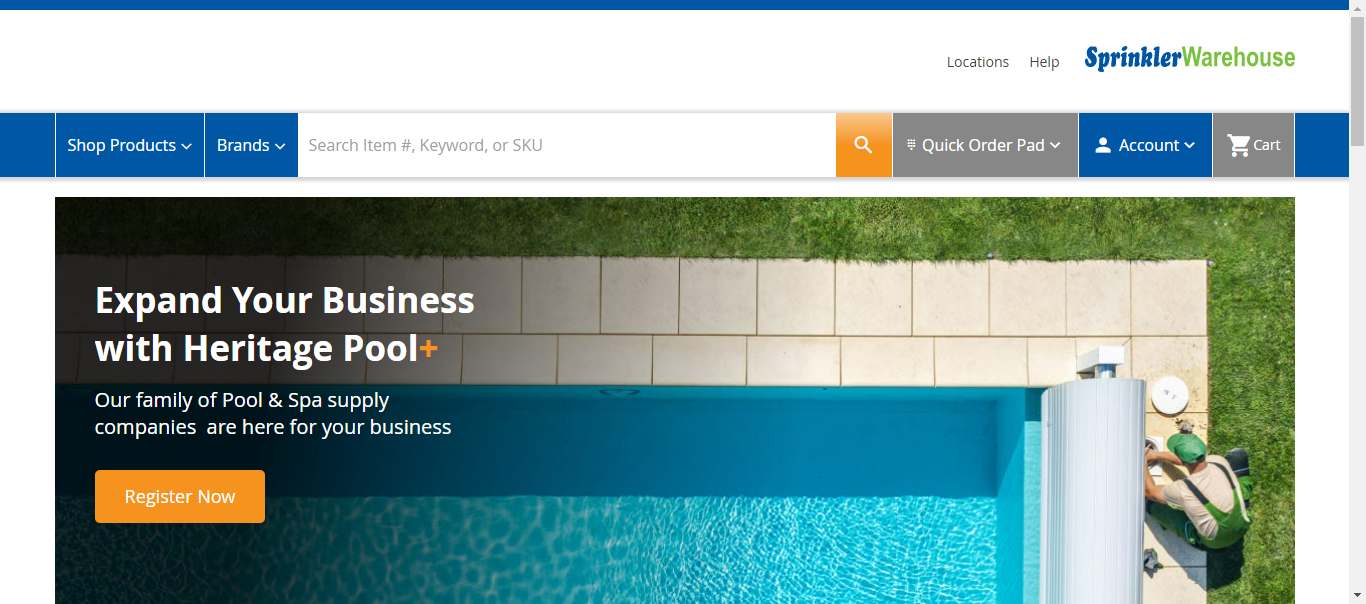 Locations Help SprinklerWarehouse
Shop Products Brands Search Item #, Keyword, or SKU Quick Order Pad Account Cart
Expand Your Business
with Heritage Pool+
Our family of Pool & Spa supply
companies are here for your business
Register Now